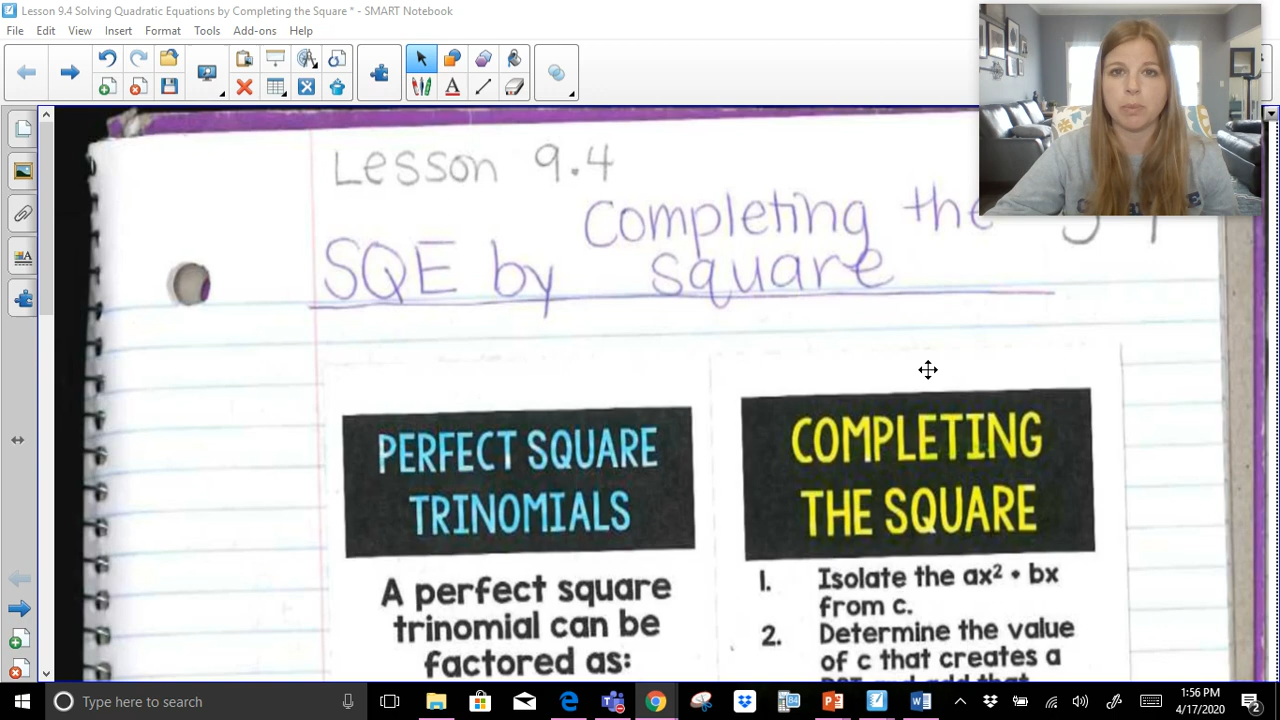 Lesson 9.4 Solving Quadratic Equations by Completing the Square * - SMART Notebook
File Edit View Insert Format Tools Add-ons Help
Lesson 9.4
Completing the
SQE by square
PERFECT SQUARE
TRINOMIALS
A perfect square
trinomial can be
factored as:
COMPLETING
THE SQUARE
1. Isolate the ax² + bx
from c.
2. Determine the value
of c that creates a
Type here to search
1:56 PM
4/17/2020
2